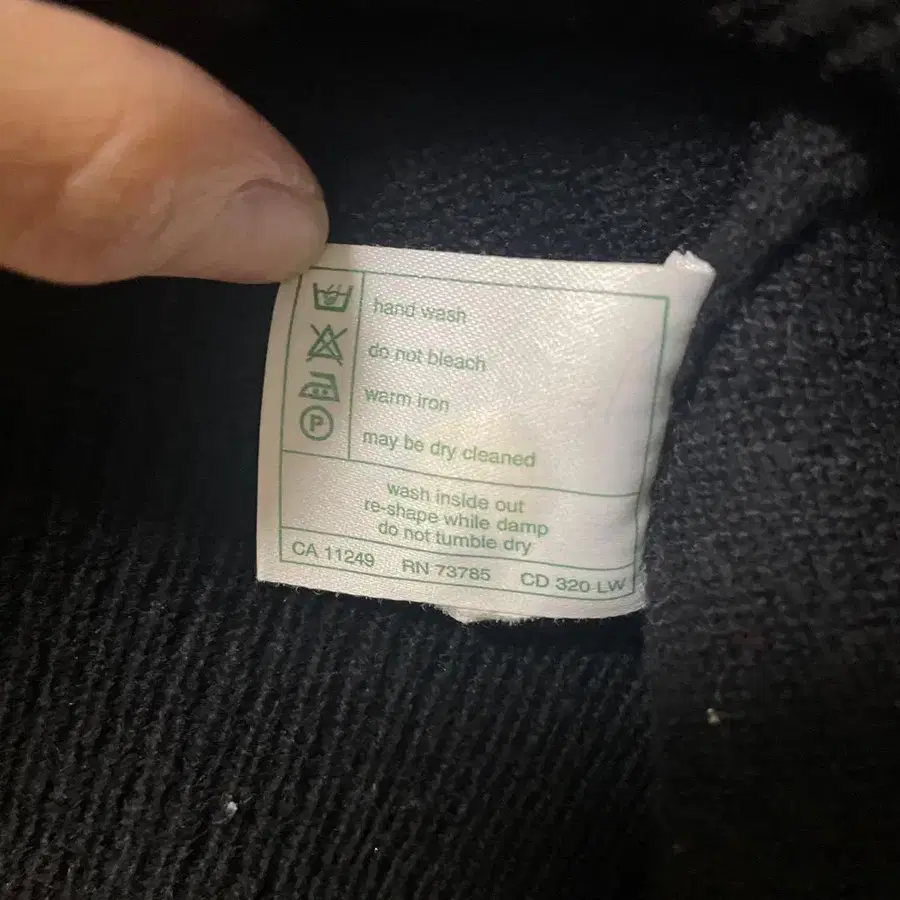 hand wash
do not bleach
warm iron
P
may be dry cleaned
wash inside out
re-shape while damp
do not tumble dry
CA 11249 RN 73785 CD 320 LW